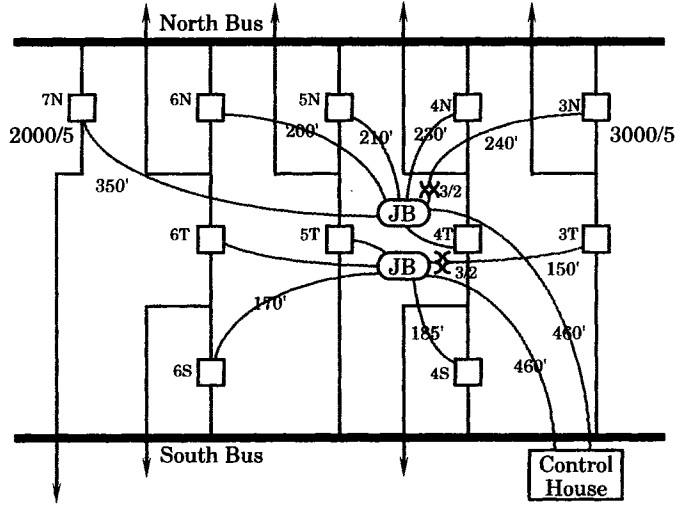 North Bus
7N
6N
5N
4N
3N
2000/5
3000/5
200'
210'
230'
240'
350'
3/2
JB
6T
5T
4T
3T
JB
3/2
150'
170'
185'
460'
460'
6S
4S
South Bus
Control
House